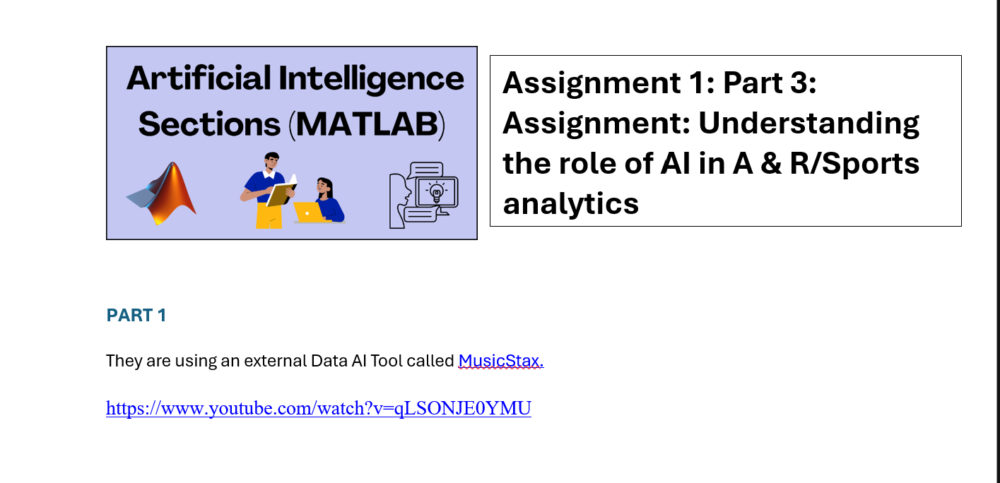 Artificial Intelligence
Sections (MATLAB)
Assignment 1: Part 3:
Assignment: Understanding
the role of AI in A & R/Sports
analytics
PART 1
They are using an external Data AI Tool called MusicStax.
https://www.youtube.com/watch?v=qLSONJE0YMU